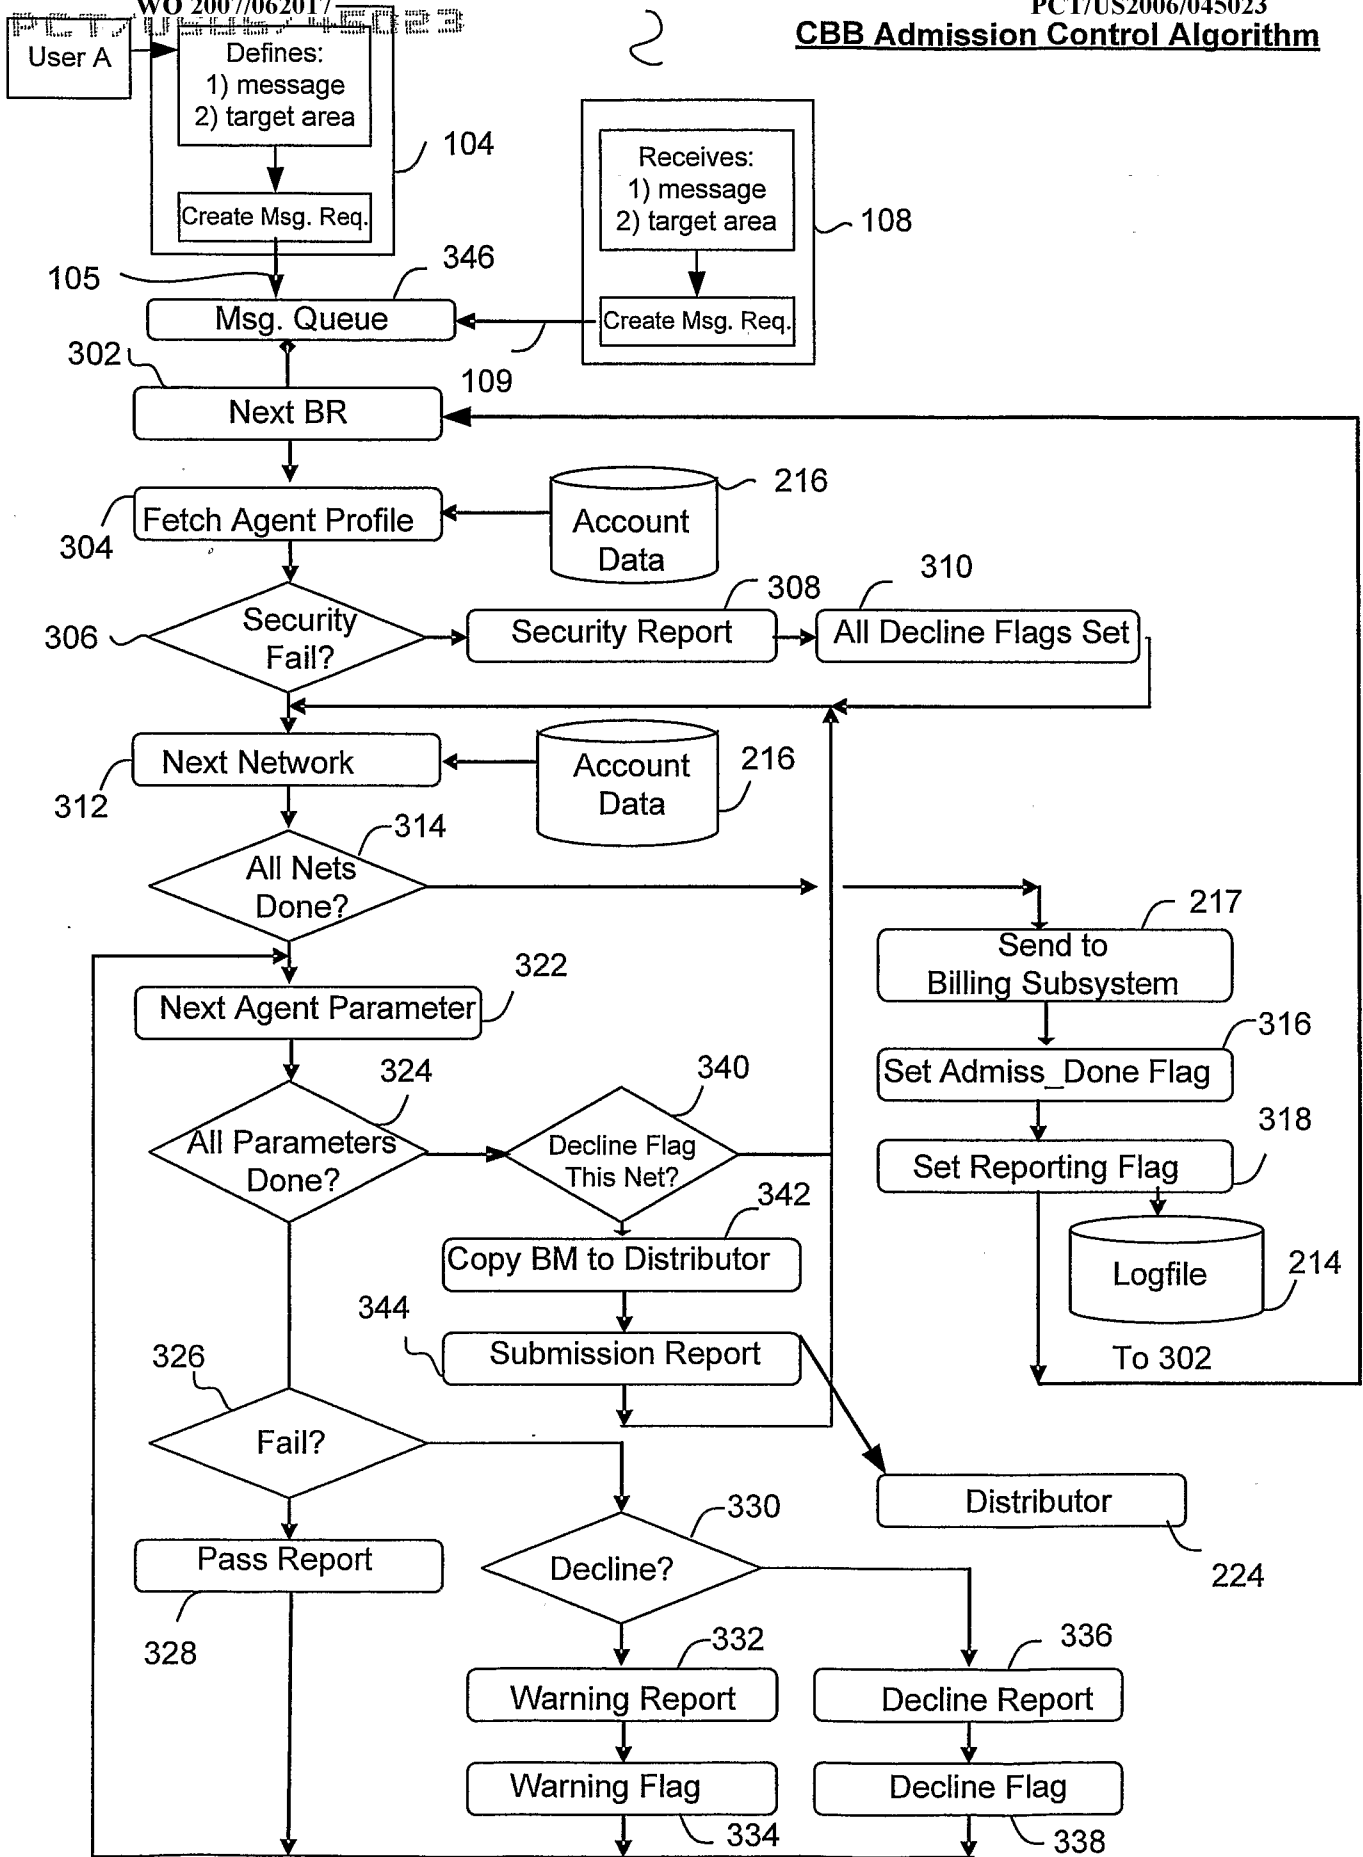 WO 2007/062017
PCT/US2006/045023
PCT/US06/45023
CBB Admission Control Algorithm
User A
Defines:
1) message
2) target area
104
Create Msg. Req.
Receives:
1) message
2) target area
108
Create Msg. Req.
105
346
Msg. Queue
109
302
Next BR
304
Fetch Agent Profile
216
Account
Data
306
Security
Fail?
308
Security Report
310
All Decline Flags Set
312
Next Network
Account
Data
216
314
All Nets
Done?
217
Send to
Billing Subsystem
322
Next Agent Parameter
316
Set Admiss_Done Flag
324
All Parameters
Done?
340
Decline Flag
This Net?
318
Set Reporting Flag
342
Copy BM to Distributor
Logfile
214
344
Submission Report
To 302
326
Fail?
Distributor
224
330
Decline?
Pass Report
328
332
Warning Report
336
Decline Report
Warning Flag
334
Decline Flag
338